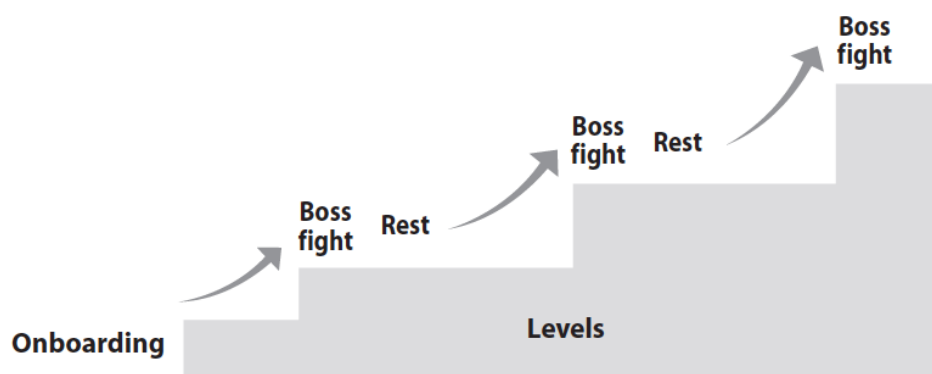 Boss
fight
Boss
fight Rest
Boss
fight Rest
Onboarding
Levels